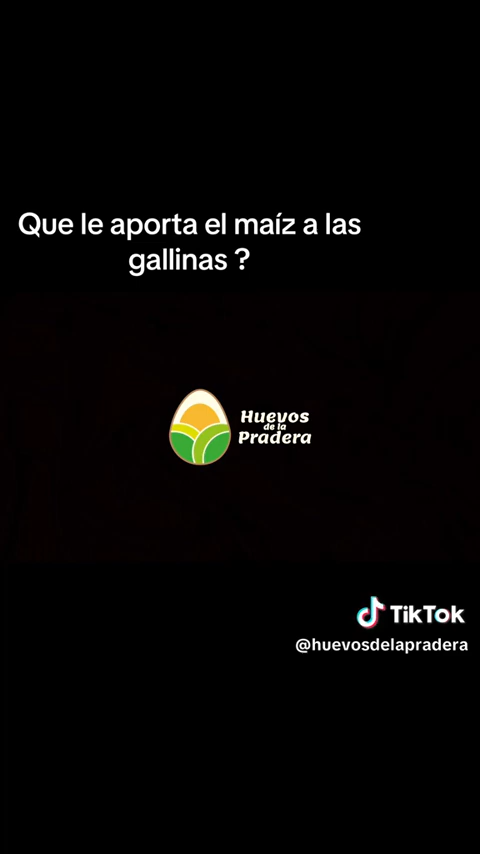 Que le aporta el maíz a las
gallinas ?
Huevos
de la
Pradera
TikTok
@huevosdelapradera